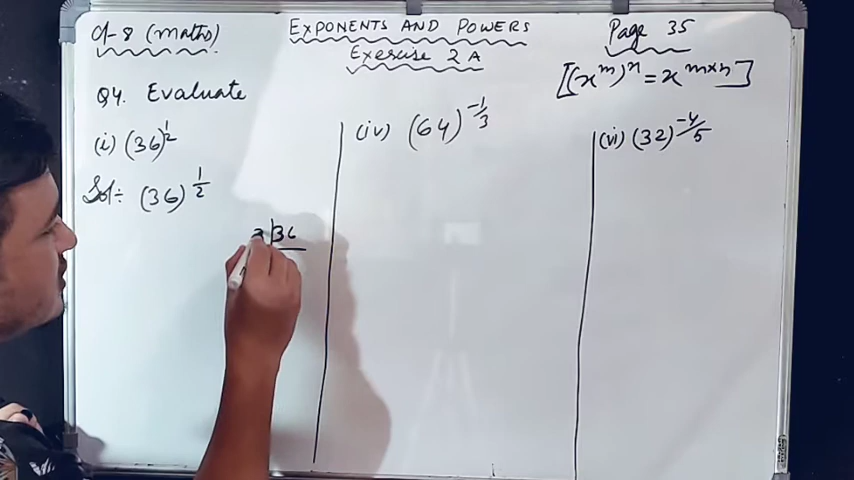 Cl-8 (Maths)
EXPONENTS AND POWERS
Page 35
Exercise 2A
[(x^m)^n = x^{m×n}]
Q4. Evaluate
(i) (36)^{1/2}
(iv) (64)^{-1/3}
(vi) (32)^{-4/5}
Sol÷ (36)^{1/2}
2|36